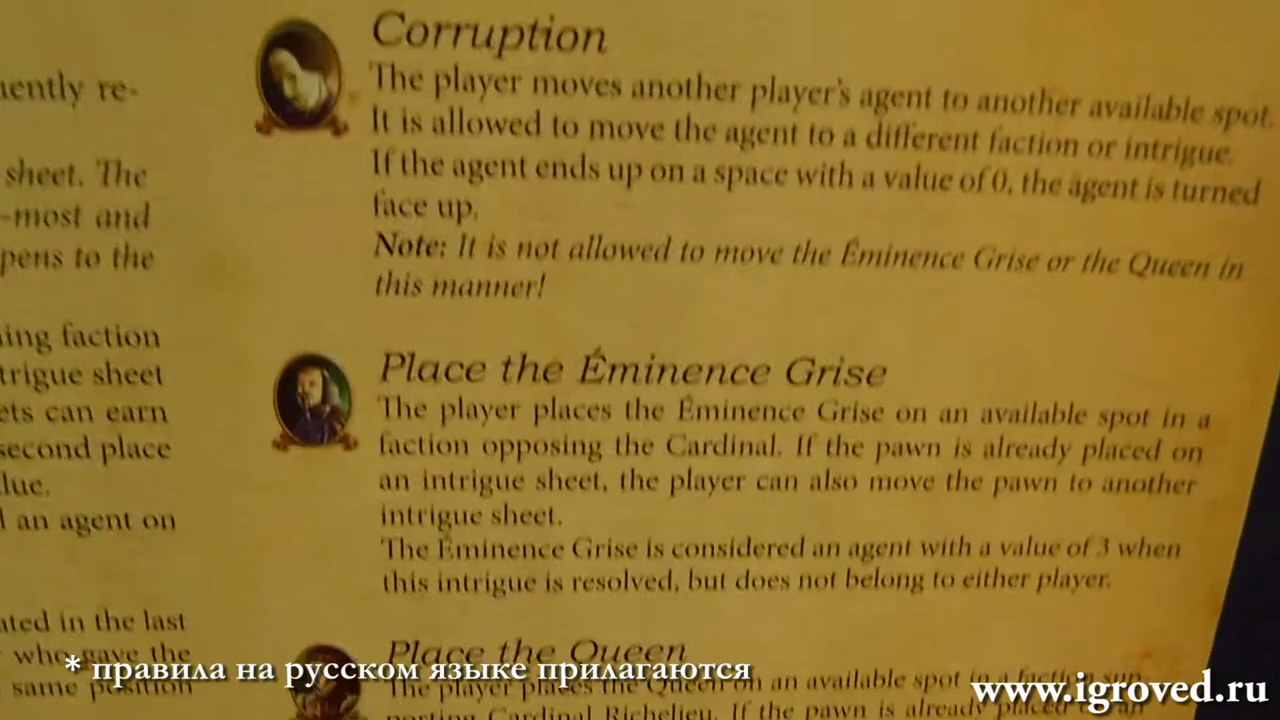 nently re-
sheet. The
-most and
pens to the
ning faction
trigue sheet
ets can earn
second place
lue.
d an agent on
ated in the last
who gave the
same position
Corruption
The player moves another player's agent to another available spot.
It is allowed to move the agent to a different faction or intrigue.
If the agent ends up on a space with a value of 0, the agent is turned
face up.
Note: It is not allowed to move the Éminence Grise or the Queen in
this manner!
Place the Éminence Grise
The player places the Éminence Grise on an available spot in a
faction opposing the Cardinal. If the pawn is already placed on
an intrigue sheet, the player can also move the pawn to another
intrigue sheet.
The Éminence Grise is considered an agent with a value of 3 when
this intrigue is resolved, but does not belong to either player.
Place the Queen
The player places the Queen on an available spot in a faction sup-
porting Cardinal Richelieu. If the pawn is already placed
* правила на русском языке прилагаются
www.igroved.ru